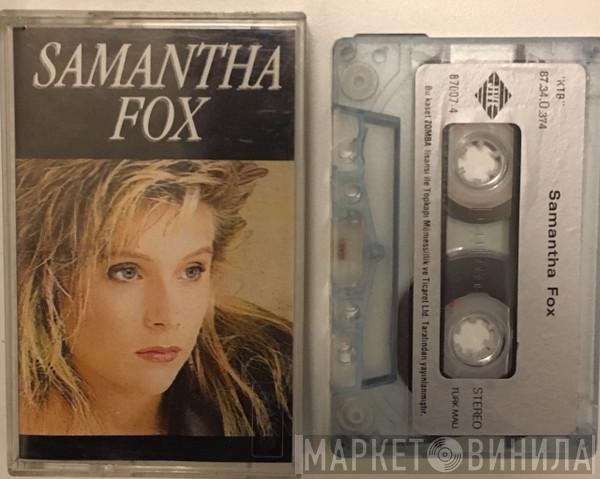 SAMANTHA
FOX
"KTB"
87.34.Ü.374
JIVE
87007-4
Samantha Fox
Bu kaset ZOMBA lisansı ile Topkapı Mümessillik ve Ticaret Ltd. Tarafından yayınlanmıştır.
STEREO
TÜRK MALI
МАРКЕТ ВИНИЛА